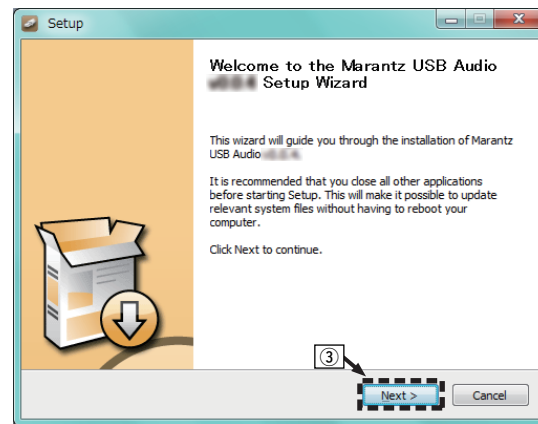 Setup
Welcome to the Marantz USB Audio
Setup Wizard
This wizard will guide you through the installation of Marantz
USB Audio
It is recommended that you close all other applications
before starting Setup. This will make it possible to update
relevant system files without having to reboot your
computer.
Click Next to continue.
③
Next >
Cancel